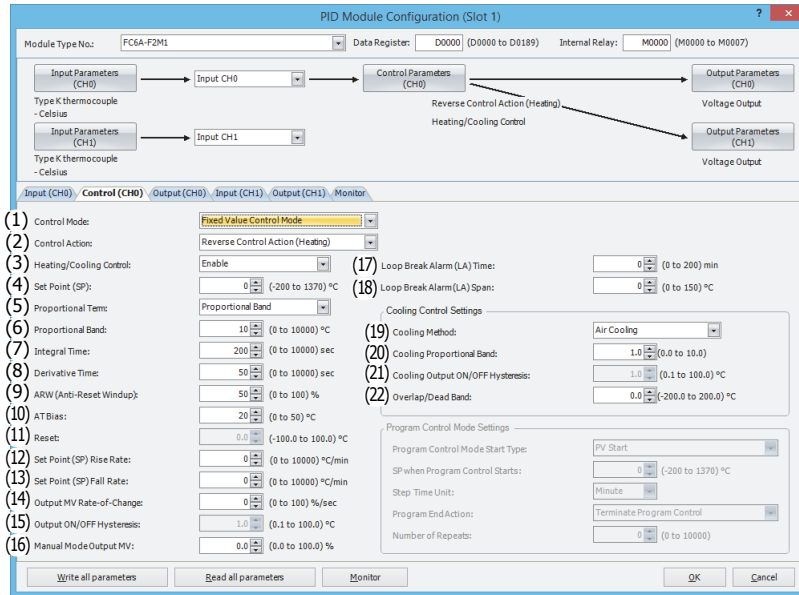 PID Module Configuration (Slot 1)
? x
Module Type No.: FC6A-F2M1 Data Register: D0000 (D0000 to D0189) Internal Relay: M0000 (M0000 to M0007)
Input Parameters (CH0)
Input CH0
Control Parameters (CH0)
Output Parameters (CH0)
Type K thermocouple
- Celsius
Reverse Control Action (Heating)
Heating/Cooling Control
Voltage Output
Input Parameters (CH1)
Input CH1
Output Parameters (CH1)
Type K thermocouple
- Celsius
Voltage Output
Input (CH0) Control (CH0) Output (CH0) Input (CH1) Output (CH1) Monitor
(1) Control Mode: Fixed Value Control Mode
(2) Control Action: Reverse Control Action (Heating)
(3) Heating/Cooling Control: Enable
(4) Set Point (SP): 0 (-200 to 1370) °C
(5) Proportional Term: Proportional Band
(6) Proportional Band: 10 (0 to 10000) °C
(7) Integral Time: 200 (0 to 10000) sec
(8) Derivative Time: 50 (0 to 10000) sec
(9) ARW (Anti-Reset Windup): 50 (0 to 100) %
(10) AT Bias: 20 (0 to 50) °C
(11) Reset: 0.0 (-100.0 to 100.0) °C
(12) Set Point (SP) Rise Rate: 0 (0 to 10000) °C/min
(13) Set Point (SP) Fall Rate: 0 (0 to 10000) °C/min
(14) Output MV Rate-of-Change: 0 (0 to 100) %/sec
(15) Output ON/OFF Hysteresis: 1.0 (0.1 to 100.0) °C
(16) Manual Mode Output MV: 0.0 (0.0 to 100.0) %
(17) Loop Break Alarm (LA) Time: 0 (0 to 200) min
(18) Loop Break Alarm (LA) Span: 0 (0 to 150) °C
Cooling Control Settings
(19) Cooling Method: Air Cooling
(20) Cooling Proportional Band: 1.0 (0.0 to 10.0)
(21) Cooling Output ON/OFF Hysteresis: 1.0 (0.1 to 100.0) °C
(22) Overlap/Dead Band: 0.0 (-200.0 to 200.0) °C
Program Control Mode Settings
Program Control Mode Start Type: PV Start
SP when Program Control Starts: 0 (-200 to 1370) °C
Step Time Unit: Minute
Program End Action: Terminate Program Control
Number of Repeats: 0 (0 to 10000)
Write all parameters Read all parameters Monitor OK Cancel